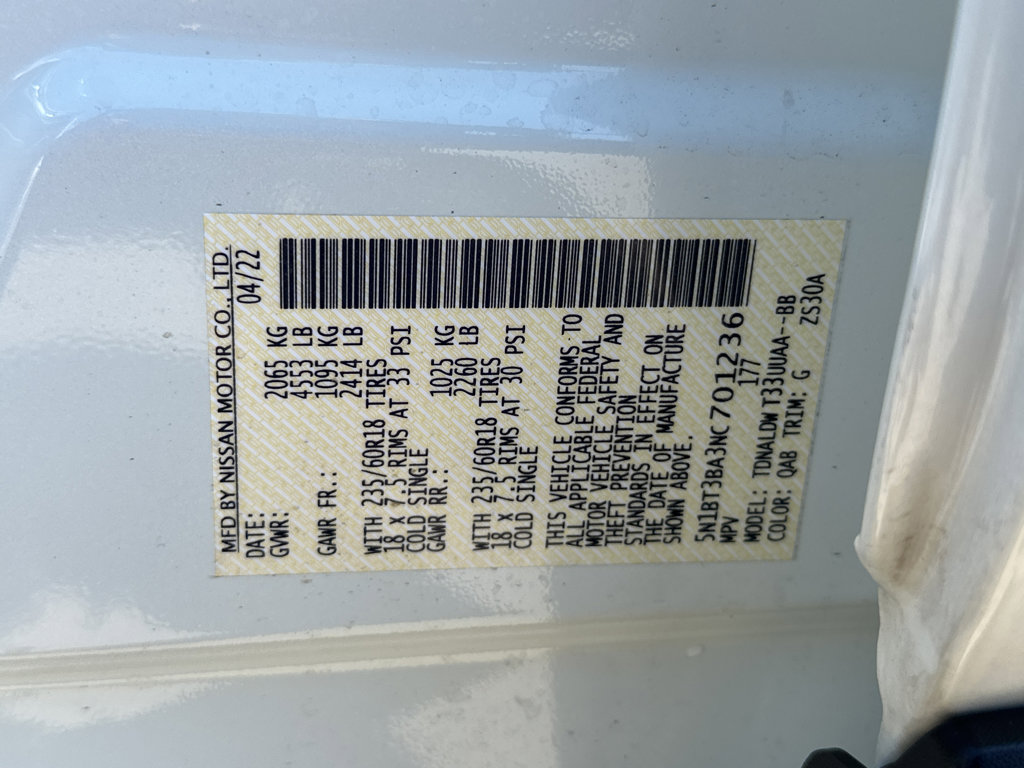 MFD BY NISSAN MOTOR CO., LTD.
DATE: 04/22
GVWR: 2065 KG
4553 LB
GAWR FR.: 1095 KG
2414 LB
WITH 235/60R18 TIRES
18 x 7.5 RIMS AT 33 PSI
COLD SINGLE
GAWR RR.: 1025 KG
2260 LB
WITH 235/60R18 TIRES
18 x 7.5 RIMS AT 30 PSI
COLD SINGLE
THIS VEHICLE CONFORMS TO
ALL APPLICABLE FEDERAL
MOTOR VEHICLE SAFETY AND
THEFT PREVENTION
STANDARDS IN EFFECT ON
THE DATE OF MANUFACTURE
SHOWN ABOVE.
5N1BT3BA3NC701236
MPV 177
MODEL: TDNALDW T33UUAA--BB
COLOR: QAB TRIM: G ZS30A